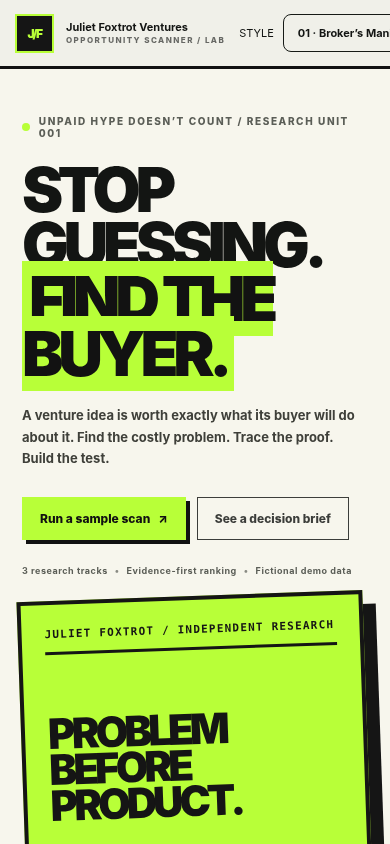 J/F
Juliet Foxtrot Ventures
OPPORTUNITY SCANNER / LAB
STYLE
01 · Broker’s Man
UNPAID HYPE DOESN’T COUNT / RESEARCH UNIT
001
STOP
GUESSING.
FIND THE
BUYER.
A venture idea is worth exactly what its buyer will do
about it. Find the costly problem. Trace the proof.
Build the test.
Run a sample scan ↗
See a decision brief
3 research tracks • Evidence-first ranking • Fictional demo data
JULIET FOXTROT / INDEPENDENT RESEARCH
PROBLEM
BEFORE
PRODUCT.